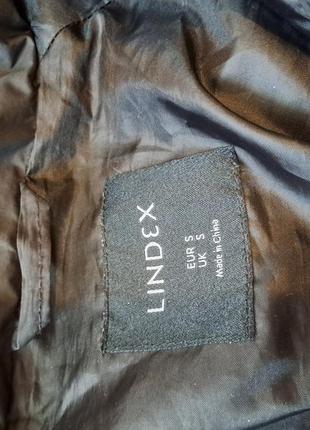 LINDEX
EUR S
UK S
Made in China